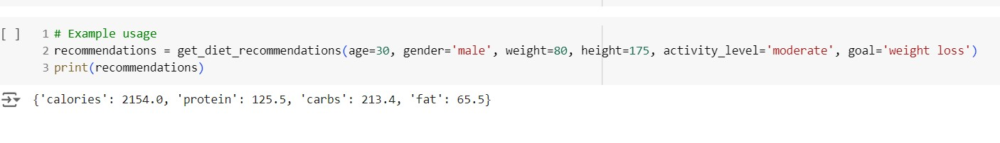 [ ] 1 # Example usage
2 recommendations = get_diet_recommendations(age=30, gender='male', weight=80, height=175, activity_level='moderate', goal='weight loss')
3 print(recommendations)
{'calories': 2154.0, 'protein': 125.5, 'carbs': 213.4, 'fat': 65.5}